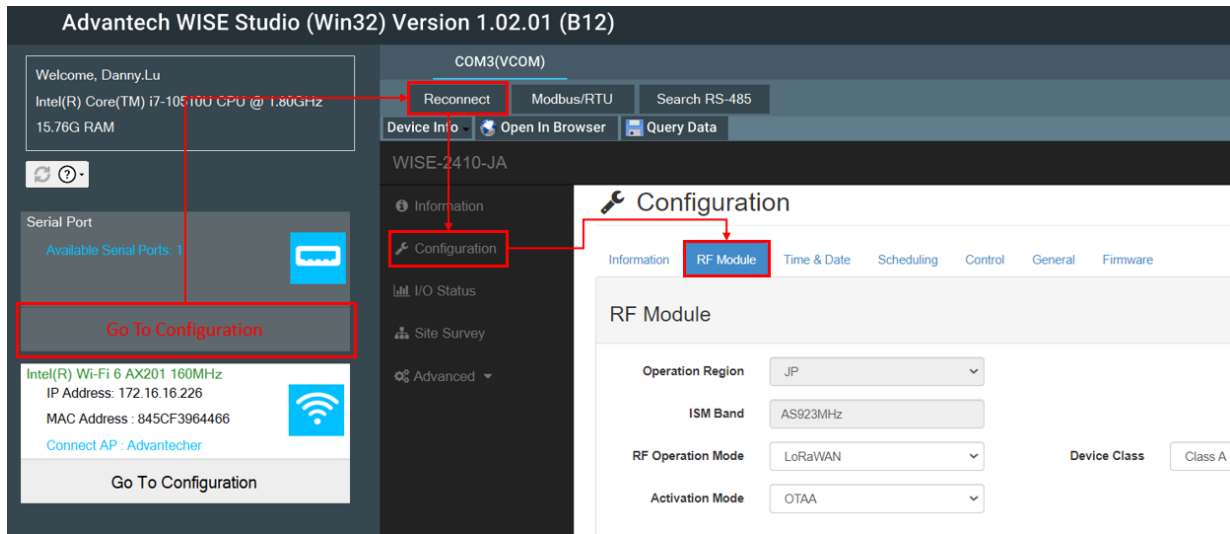 Advantech WISE Studio (Win32) Version 1.02.01 (B12)
Welcome, Danny.Lu
Intel(R) Core(TM) i7-10510U CPU @ 1.80GHz
15.76G RAM
Serial Port
Available Serial Ports: 1
Go To Configuration
Intel(R) Wi-Fi 6 AX201 160MHz
IP Address: 172.16.16.226
MAC Address : 845CF3964466
Connect AP : Advantecher
Go To Configuration
COM3(VCOM)
Reconnect Modbus/RTU Search RS-485
Device Info Open In Browser Query Data
WISE-2410-JA
Information
Configuration
I/O Status
Site Survey
Advanced
Configuration
Information RF Module Time & Date Scheduling Control General Firmware
RF Module
Operation Region JP
ISM Band AS923MHz
RF Operation Mode LoRaWAN Device Class Class A
Activation Mode OTAA